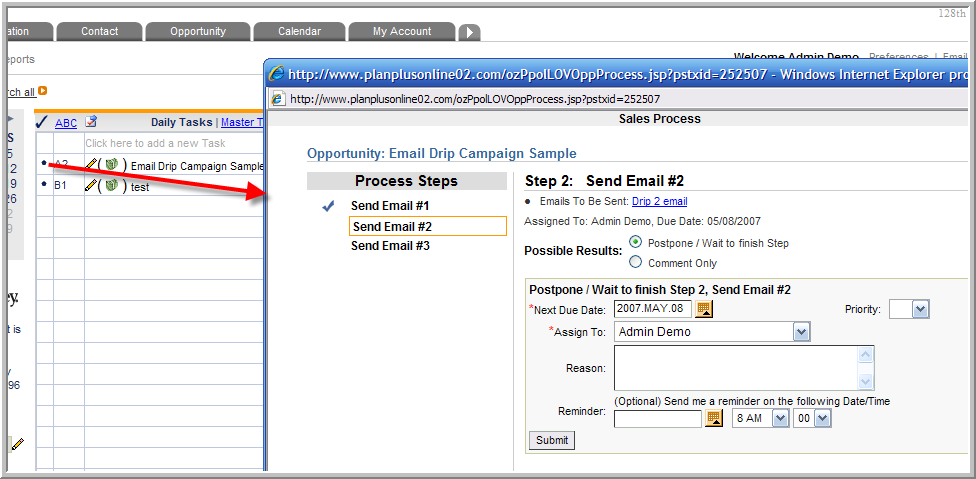 128th
ation Contact Opportunity Calendar My Account
Welcome Admin Demo Preferences | Email
eports
rch all
ABC Daily Tasks | Master T
Click here to add a new Task
A2 ( ) Email Drip Campaign Sample
B1 ( ) test
s
5
2
9
26
2
9
ey.
t is
y
996
http://www.planplusonline02.com/ozPpolLOVOppProcess.jsp?pstxid=252507 - Windows Internet Explorer pro
http://www.planplusonline02.com/ozPpolLOVOppProcess.jsp?pstxid=252507
Sales Process
Opportunity: Email Drip Campaign Sample
Process Steps
Send Email #1
Send Email #2
Send Email #3
Step 2: Send Email #2
• Emails To Be Sent: Drip 2 email
Assigned To: Admin Demo, Due Date: 05/08/2007
Possible Results: Postpone / Wait to finish Step
Comment Only
Postpone / Wait to finish Step 2, Send Email #2
*Next Due Date: 2007.MAY.08 Priority:
*Assign To: Admin Demo
Reason:
(Optional) Send me a reminder on the following Date/Time
Reminder: 8 AM 00
Submit